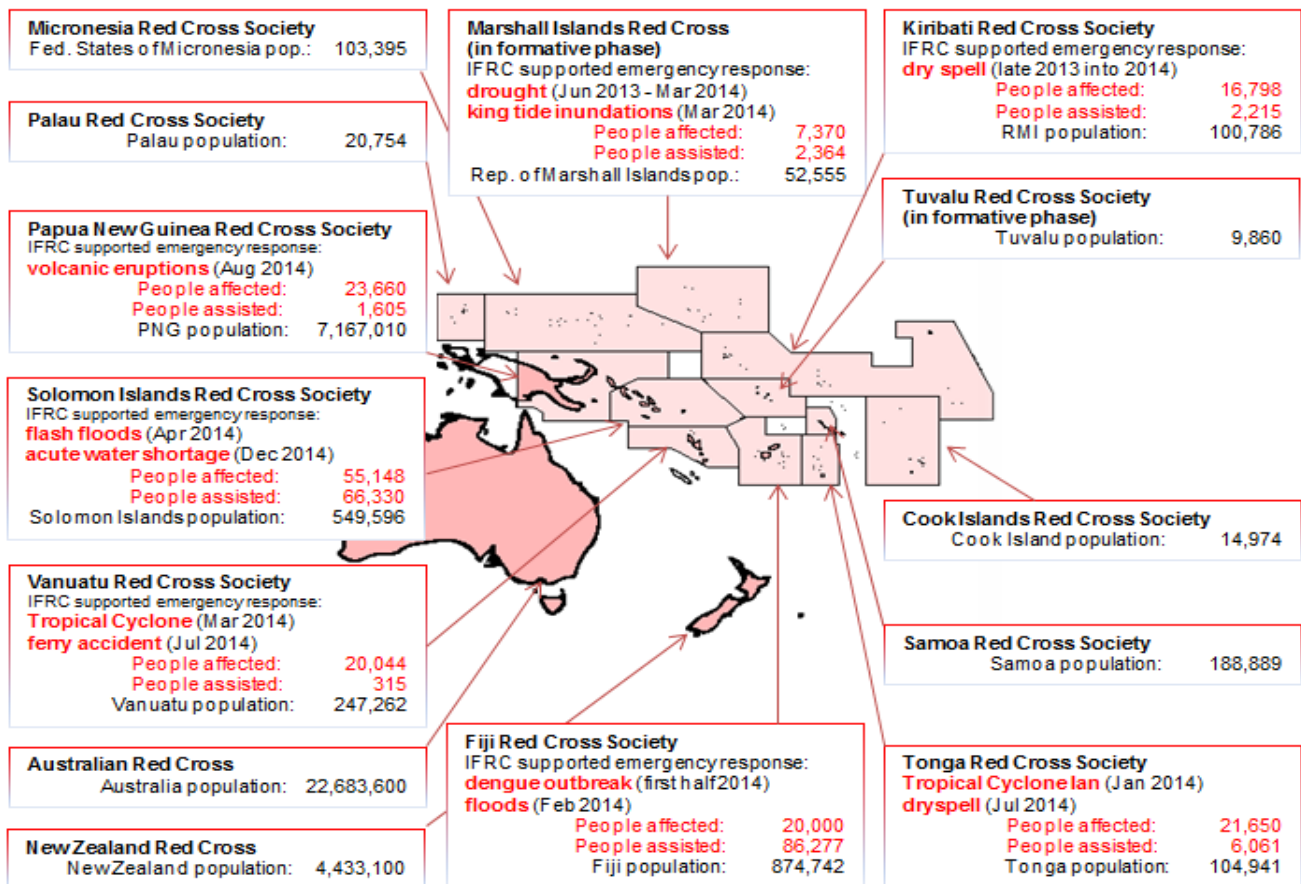 Micronesia Red Cross Society
Fed. States of Micronesia pop.: 103,395
Palau Red Cross Society
Palau population: 20,754
Papua New Guinea Red Cross Society
IFRC supported emergency response:
volcanic eruptions (Aug 2014)
People affected: 23,660
People assisted: 1,605
PNG population: 7,167,010
Solomon Islands Red Cross Society
IFRC supported emergency response:
flash floods (Apr 2014)
acute water shortage (Dec 2014)
People affected: 55,148
People assisted: 66,330
Solomon Islands population: 549,596
Vanuatu Red Cross Society
IFRC supported emergency response:
Tropical Cyclone (Mar 2014)
ferry accident (Jul 2014)
People affected: 20,044
People assisted: 315
Vanuatu population: 247,262
Australian Red Cross
Australia population: 22,683,600
New Zealand Red Cross
New Zealand population: 4,433,100
Marshall Islands Red Cross
(in formative phase)
IFRC supported emergency response:
drought (Jun 2013 - Mar 2014)
king tide inundations (Mar 2014)
People affected: 7,370
People assisted: 2,364
Rep. of Marshall Islands pop.: 52,555
Fiji Red Cross Society
IFRC supported emergency response:
dengue outbreak (first half 2014)
floods (Feb 2014)
People affected: 20,000
People assisted: 86,277
Fiji population: 874,742
Kiribati Red Cross Society
IFRC supported emergency response:
dry spell (late 2013 into 2014)
People affected: 16,798
People assisted: 2,215
RMI population: 100,786
Tuvalu Red Cross Society
(in formative phase)
Tuvalu population: 9,860
Cook Islands Red Cross Society
Cook Island population: 14,974
Samoa Red Cross Society
Samoa population: 188,889
Tonga Red Cross Society
Tropical Cyclone Ian (Jan 2014)
dryspell (Jul 2014)
People affected: 21,650
People assisted: 6,061
Tonga population: 104,941